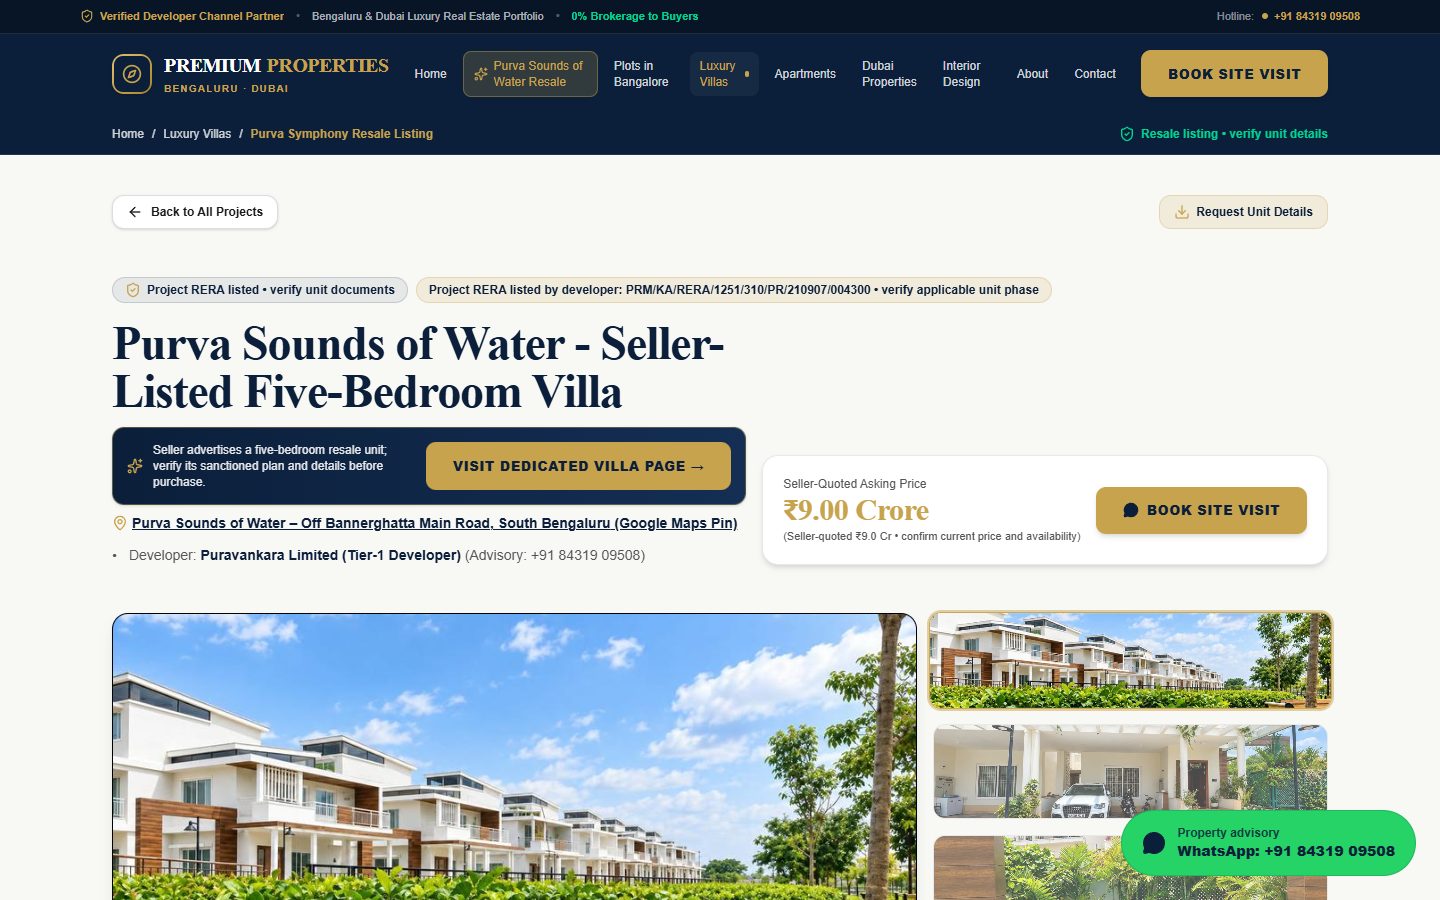 Verified Developer Channel Partner • Bengaluru & Dubai Luxury Real Estate Portfolio • 0% Brokerage to Buyers
Hotline: • +91 84319 09508
PREMIUM PROPERTIES
BENGALURU · DUBAI
Home
Purva Sounds of
Water Resale
Plots in
Bangalore
Luxury
Villas
Apartments
Dubai
Properties
Interior
Design
About
Contact
BOOK SITE VISIT
Home / Luxury Villas / Purva Symphony Resale Listing
Resale listing • verify unit details
Back to All Projects
Request Unit Details
Project RERA listed • verify unit documents
Project RERA listed by developer: PRM/KA/RERA/1251/310/PR/210907/004300 • verify applicable unit phase
Purva Sounds of Water - Seller-
Listed Five-Bedroom Villa
Seller advertises a five-bedroom resale unit;
verify its sanctioned plan and details before
purchase.
VISIT DEDICATED VILLA PAGE →
Purva Sounds of Water – Off Bannerghatta Main Road, South Bengaluru (Google Maps Pin)
• Developer: Puravankara Limited (Tier-1 Developer) (Advisory: +91 84319 09508)
Seller-Quoted Asking Price
₹9.00 Crore
(Seller-quoted ₹9.0 Cr • confirm current price and availability)
BOOK SITE VISIT
Property advisory
WhatsApp: +91 84319 09508